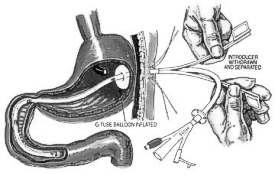 INTRODUCER
WITHDRAWN
AND SEPARATED
G-TUBE BALLOON INFLATED